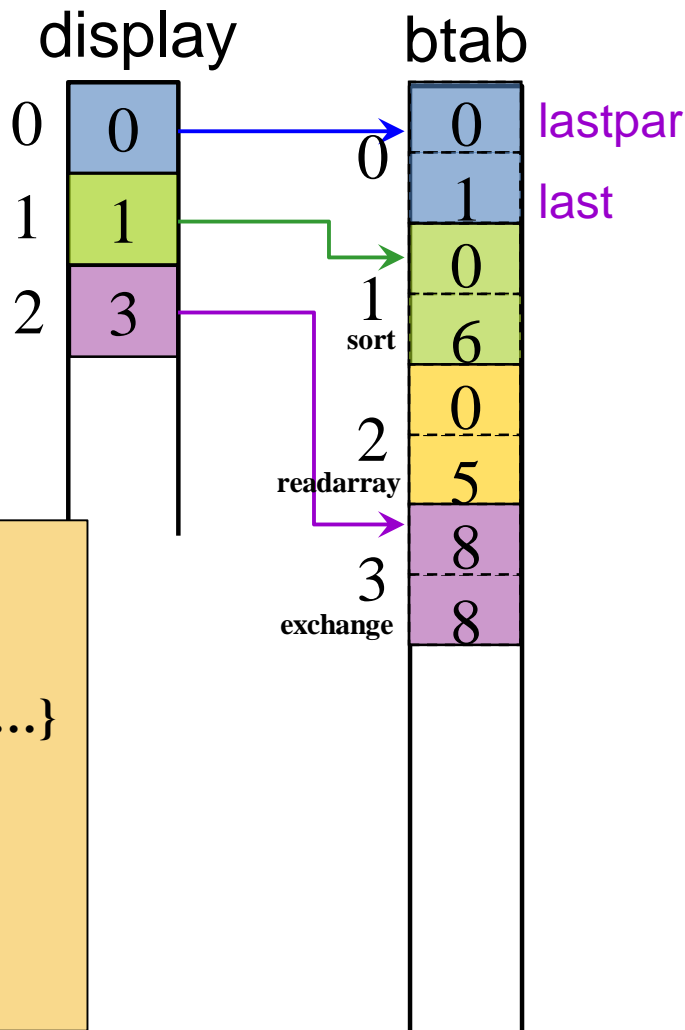 display btab
0 0 0 lastpar
0
1 last
1 1 0
1
sort 6
2 3 0
2
readarray 5
8
3
exchange 8
…}